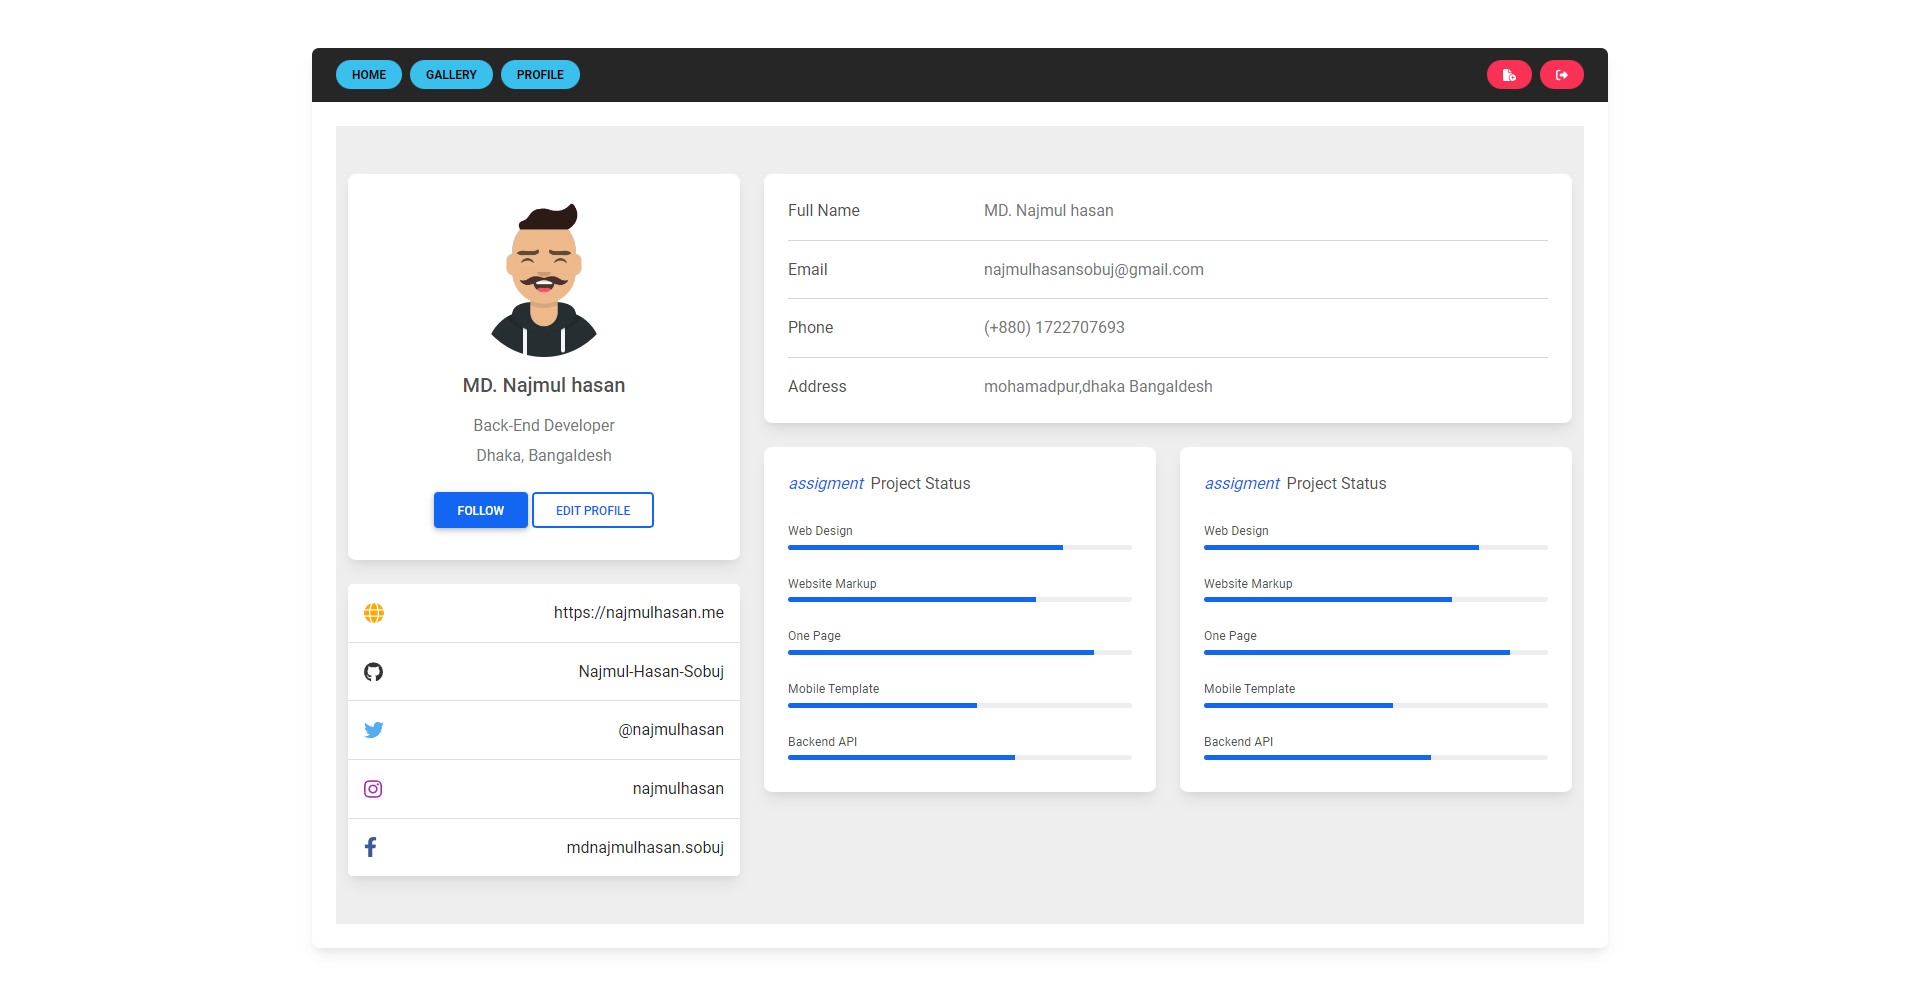 HOME GALLERY PROFILE
MD. Najmul hasan
Back-End Developer
Dhaka, Bangaldesh
FOLLOW EDIT PROFILE
https://najmulhasan.me
Najmul-Hasan-Sobuj
@najmulhasan
najmulhasan
mdnajmulhasan.sobuj
Full Name MD. Najmul hasan
Email najmulhasansobuj@gmail.com
Phone (+880) 1722707693
Address mohamadpur,dhaka Bangaldesh
assigment Project Status
Web Design
Website Markup
One Page
Mobile Template
Backend API
assigment Project Status
Web Design
Website Markup
One Page
Mobile Template
Backend API